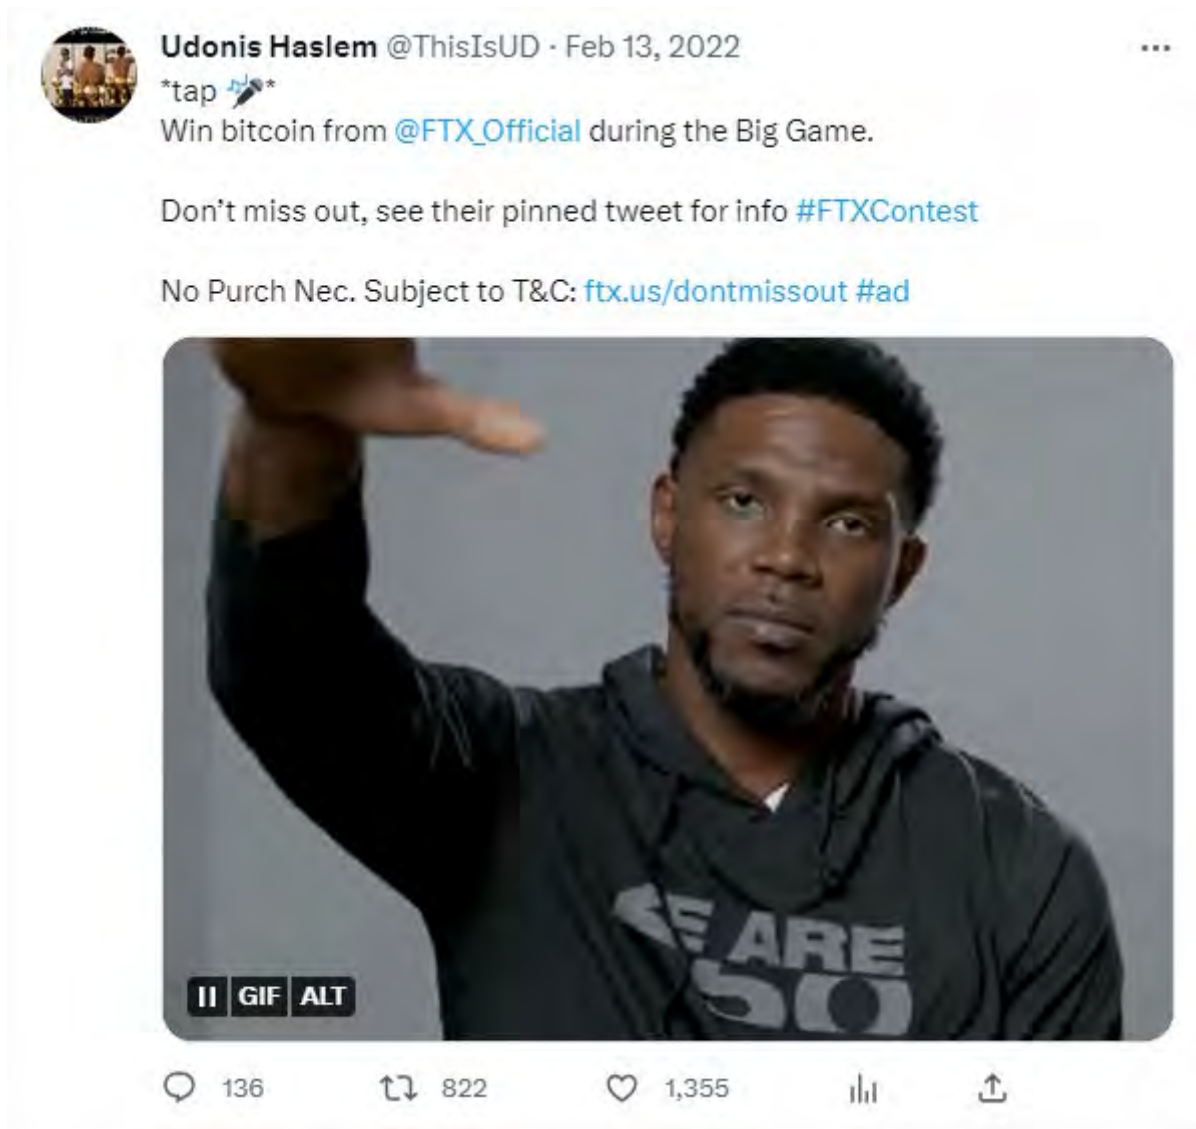 Udonis Haslem @ThisIsUD · Feb 13, 2022
*tap 🎤*
Win bitcoin from @FTX_Official during the Big Game.
Don’t miss out, see their pinned tweet for info #FTXContest
No Purch Nec. Subject to T&C: ftx.us/dontmissout #ad
ARE
GIF ALT
136 822 1,355